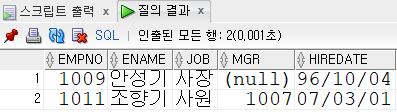 스크립트 출력 × 질의 결과 ×
SQL | 인출된 모든 행: 2(0,001초)
EMPNO ENAME JOB MGR HIREDATE
1 1009 안성기 사장 (null) 96/10/04
2 1011 조향기 사원 1007 07/03/01